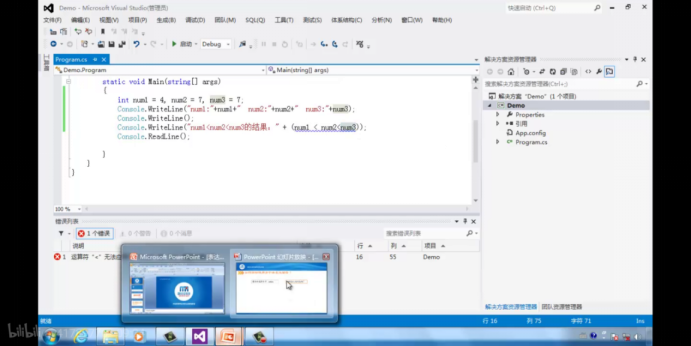 Demo - Microsoft Visual Studio(管理员)
快速启动 (Ctrl+Q)
文件(F) 编辑(E) 视图(V) 项目(P) 生成(B) 调试(D) 团队(M) SQL(Q) 工具(T) 测试(S) 体系结构(C) 分析(N) 窗口(W) 帮助(H)
启动 Debug
Program.cs
Demo.Program
Main(string[] args)
static void Main(string[] args)
{
int num1 = 4, num2 = 7, num3 = 7;
Console.WriteLine("num1:"+num1+" num2:"+num2+" num3:"+num3);
Console.WriteLine();
Console.WriteLine("num1<num2<num3的结果：" + (num1 < num2<num3));
Console.ReadLine();
}
}
}
100 %
解决方案资源管理器
搜索解决方案资源管理器(Ctrl+;)
解决方案 "Demo" (1 个项目)
Demo
Properties
引用
App.config
Program.cs
错误列表
1 个错误
0 个警告
0 个消息
搜索错误列表
说明
行
列
项目
1 运算符 "<" 无法
16
55
Demo
Microsoft PowerPoint - [多选
PowerPoint 幻灯片放映 - [
解决方案资源管理器 团队资源管理器
就绪
行 16
列 75
字符 71
Ins
bilibili